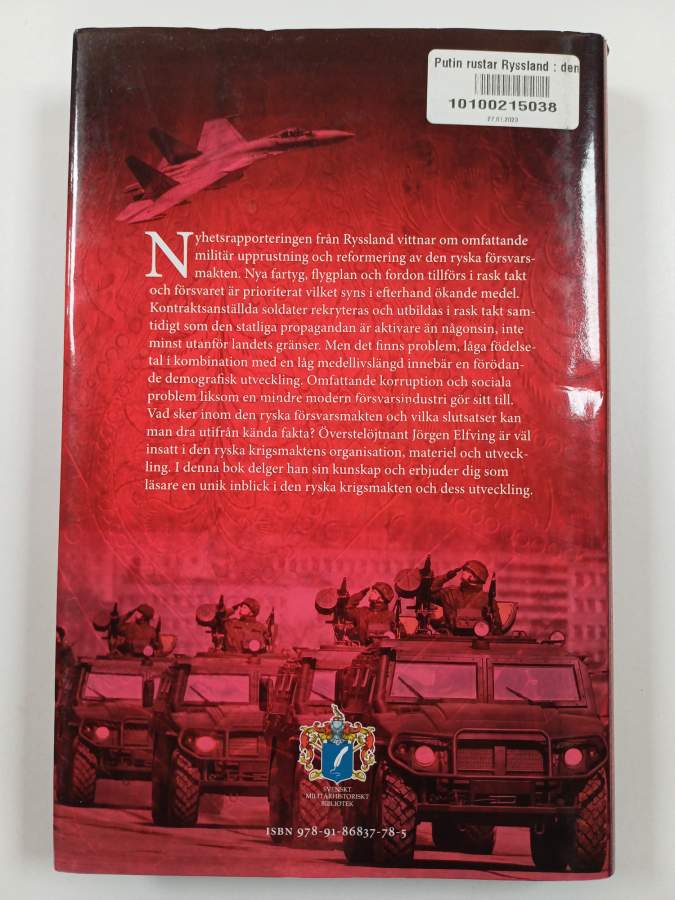 Putin rustar Ryssland : den
10100215038
27.01.2023
Nyhetsrapporteringen från Ryssland vittnar om omfattande
militär upprustning och reformering av den ryska försvars-
makten. Nya fartyg, flygplan och fordon tillförs i rask takt
och försvaret är prioriterat vilket syns i efterhand ökande medel.
Kontraktsanställda soldater rekryteras och utbildas i rask takt sam-
tidigt som den statliga propagandan är aktivare än någonsin, inte
minst utanför landets gränser. Men det finns problem, låga födelse-
tal i kombination med en låg medellivslängd innebär en förödan-
de demografisk utveckling. Omfattande korruption och sociala
problem liksom en mindre modern försvarsindustri gör sitt till.
Vad sker inom den ryska försvarsmakten och vilka slutsatser kan
man dra utifrån kända fakta? Överstelöjtnant Jörgen Elfving är väl
insatt i den ryska krigsmaktens organisation, materiel och utveck-
ling. I denna bok delger han sin kunskap och erbjuder dig som
läsare en unik inblick i den ryska krigsmakten och dess utveckling.
SVENSKT
MILITÄRHISTORISKT
BIBLIOTEK
ISBN 978-91-86837-78-5